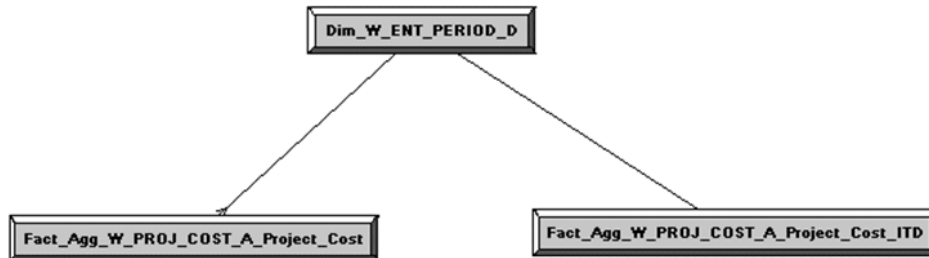 Dim_W_ENT_PERIOD_D
Fact_Agg_W_PROJ_COST_A_Project_Cost
Fact_Agg_W_PROJ_COST_A_Project_Cost_ITD